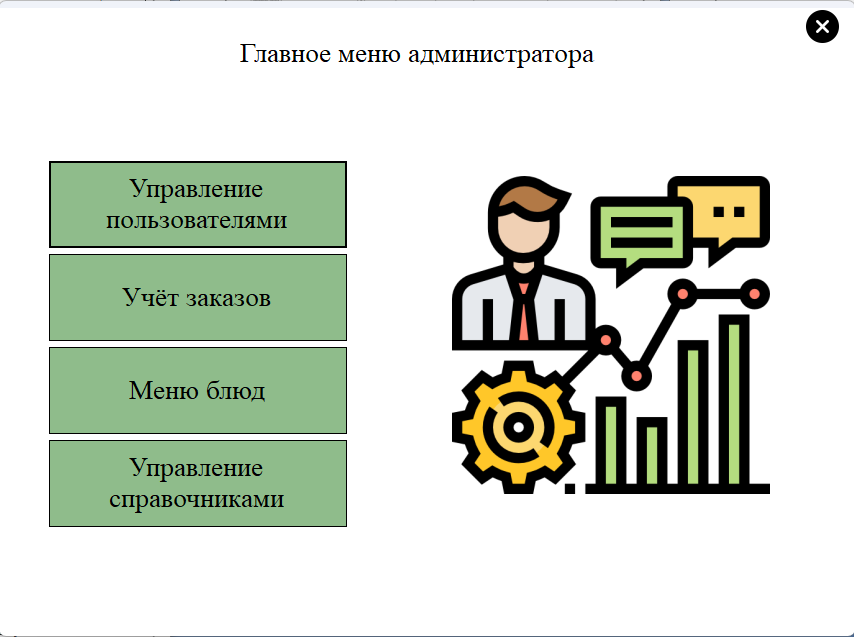 Главное меню администратора
Управление
пользователями
Учёт заказов
Меню блюд
Управление
справочниками